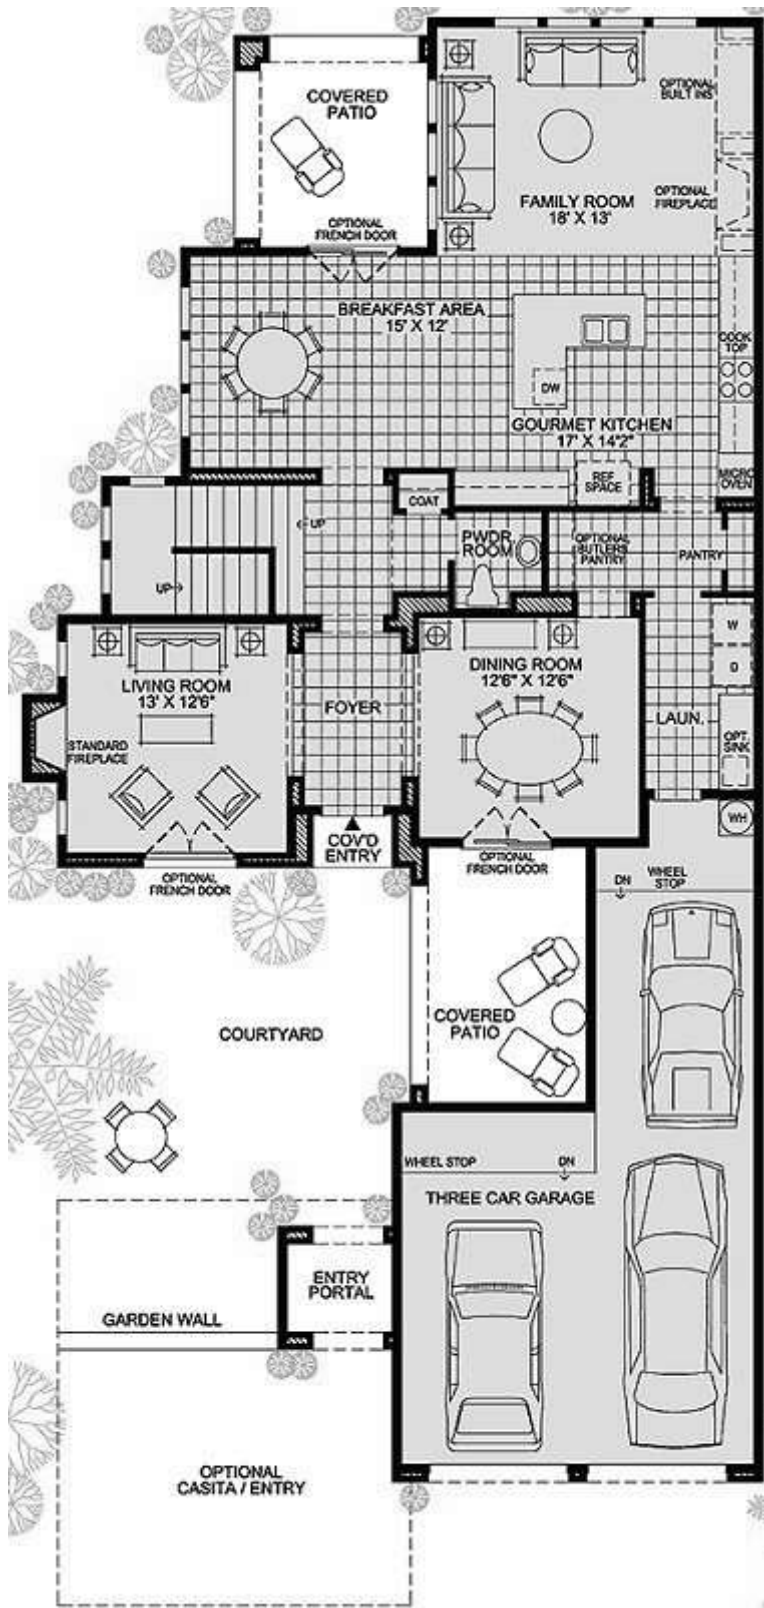 COVERED
PATIO
OPTIONAL
BUILT INS
FAMILY ROOM
18' X 13'
OPTIONAL
FIREPLACE
OPTIONAL
FRENCH DOOR
BREAKFAST AREA
15' X 12'
COOK
TOP
DW
GOURMET KITCHEN
17' X 14'2"
REF
SPACE
MICRO
OVEN
COAT
UP
PWDR.
ROOM
OPTIONAL
BUTLERS
PANTRY
PANTRY
UP
W
D
LIVING ROOM
13' X 12'6"
FOYER
DINING ROOM
12'6" X 12'6"
LAUN.
STANDARD
FIREPLACE
OPT.
SINK
COV'D
ENTRY
WH
OPTIONAL
FRENCH DOOR
OPTIONAL
FRENCH DOOR
DN
WHEEL
STOP
COURTYARD
COVERED
PATIO
WHEEL STOP
DN
THREE CAR GARAGE
ENTRY
PORTAL
GARDEN WALL
OPTIONAL
CASITA / ENTRY